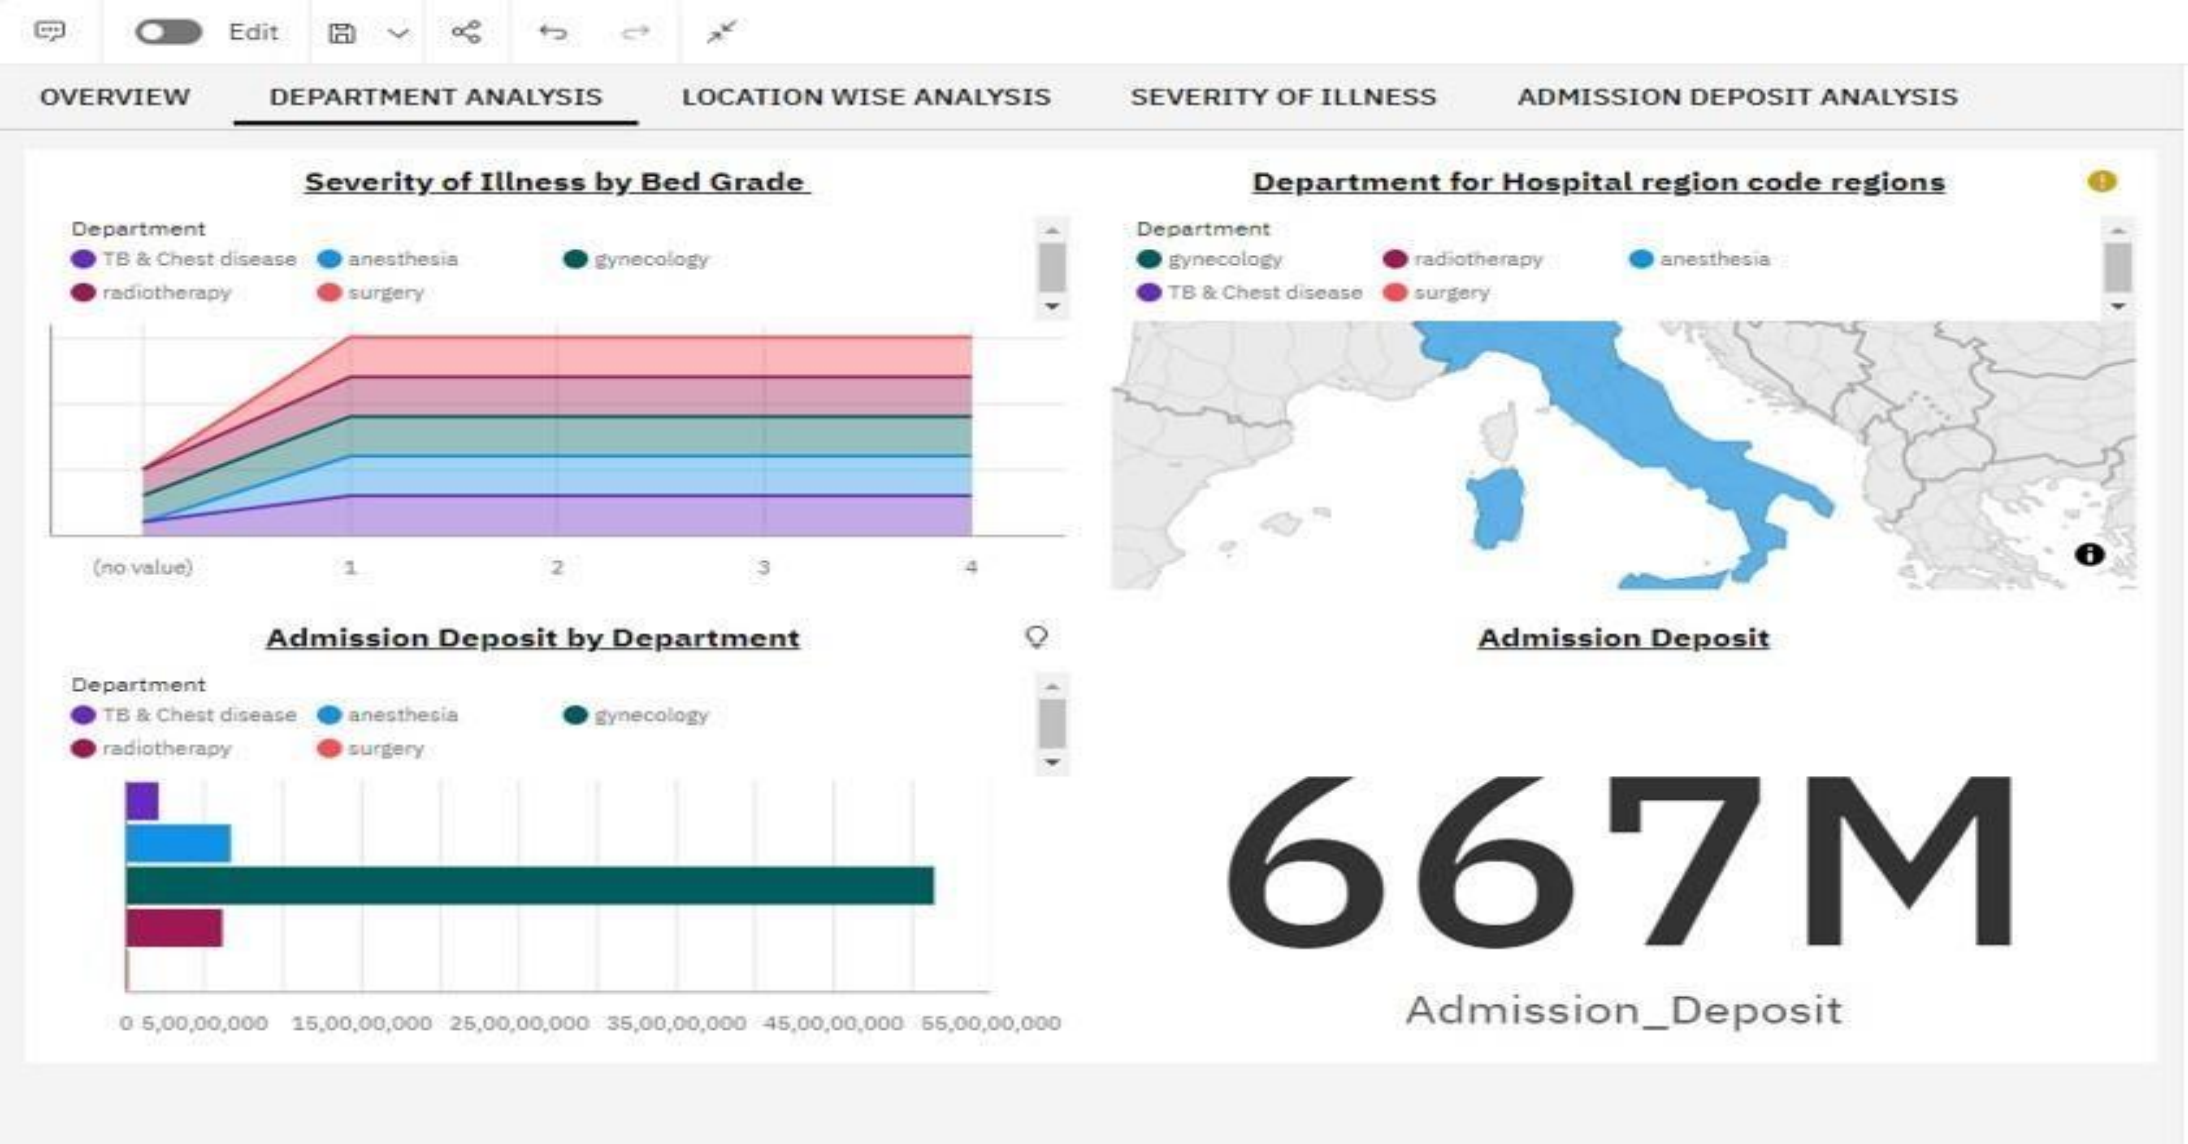 Edit
OVERVIEW DEPARTMENT ANALYSIS LOCATION WISE ANALYSIS SEVERITY OF ILLNESS ADMISSION DEPOSIT ANALYSIS
Severity of Illness by Bed Grade
Department
TB & Chest disease anesthesia gynecology
radiotherapy surgery
(no value) 1 2 3 4
Department for Hospital region code regions
Department
gynecology radiotherapy anesthesia
TB & Chest disease surgery
Admission Deposit by Department
Department
TB & Chest disease anesthesia gynecology
radiotherapy surgery
0 5,00,00,000 15,00,00,000 25,00,00,000 35,00,00,000 45,00,00,000 55,00,00,000
Admission Deposit
667M
Admission_Deposit